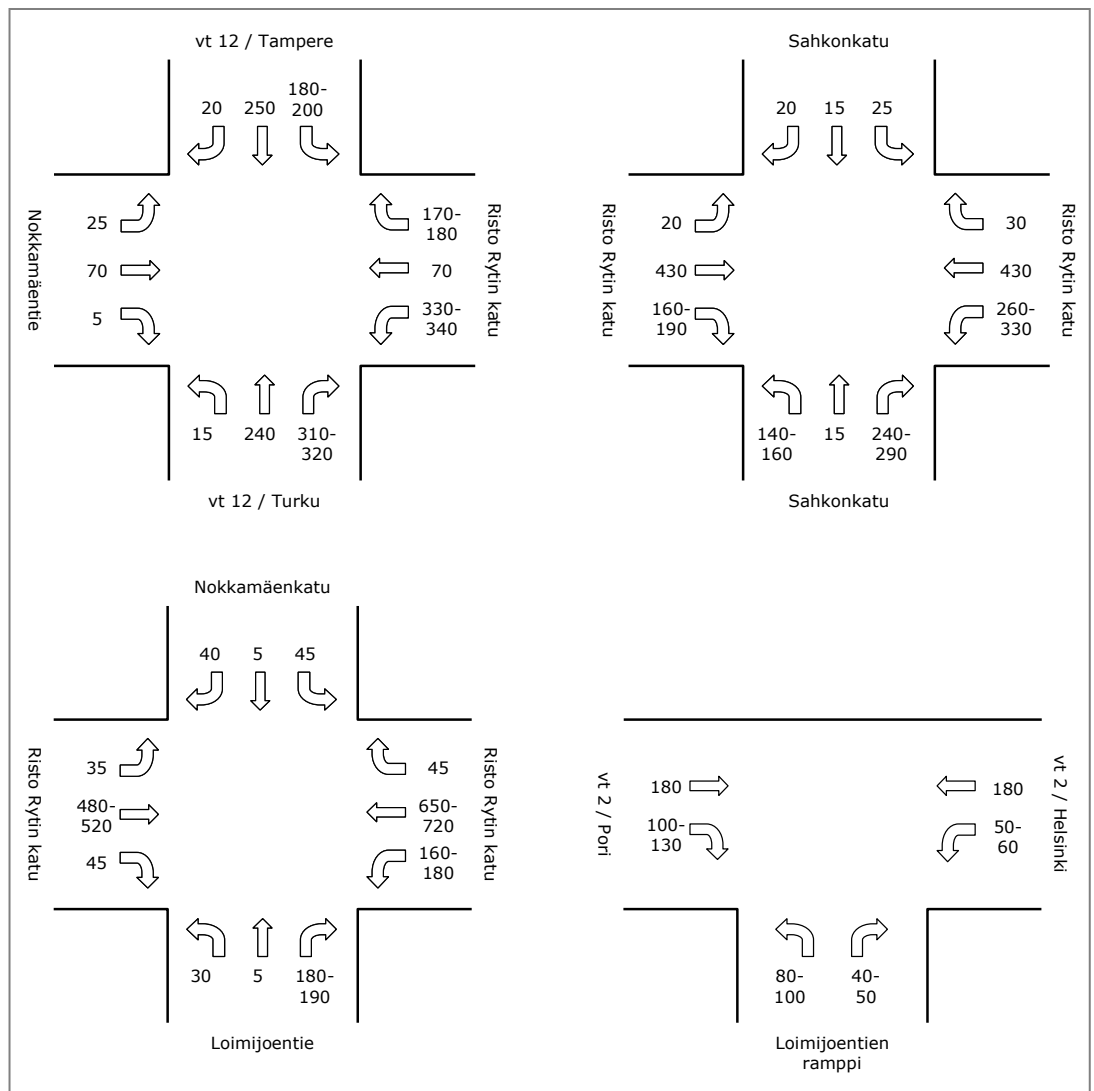 vt 12 / Tampere
20 250 180-
200
Nokkamäentie
25
70
5
170-
180
70
330-
340
Risto Rytin katu
15 240 310-
320
vt 12 / Turku
Sahkonkatu
20 15 25
Risto Rytin katu
20
430
160-
190
30
430
260-
330
Risto Rytin katu
140-
160
15
240-
290
Sahkonkatu
Nokkamäenkatu
40 5 45
Risto Rytin katu
35
480-
520
45
45
650-
720
160-
180
Risto Rytin katu
30 5 180-
190
Loimijoentie
vt 2 / Pori
180
100-
130
180
50-
60
vt 2 / Helsinki
80-
100
40-
50
Loimijoentien
ramppi